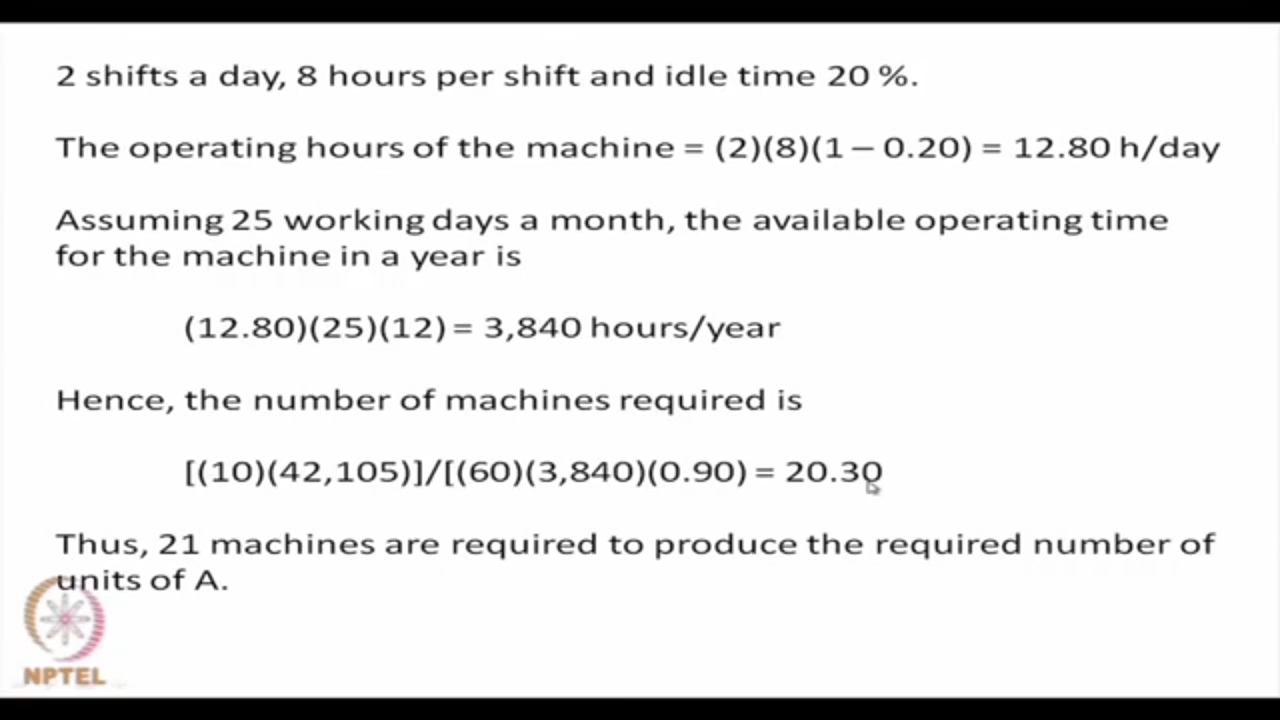 2 shifts a day, 8 hours per shift and idle time 20 %.
The operating hours of the machine = (2)(8)(1 – 0.20) = 12.80 h/day
Assuming 25 working days a month, the available operating time
for the machine in a year is
(12.80)(25)(12) = 3,840 hours/year
Hence, the number of machines required is
[(10)(42,105)]/[(60)(3,840)(0.90) = 20.30
Thus, 21 machines are required to produce the required number of
units of A.
NPTEL